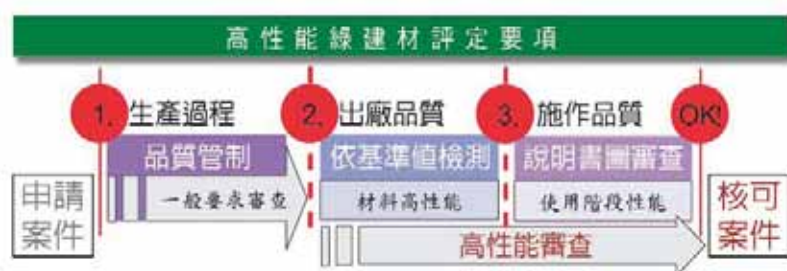 高性能綠建材評定要項
1. 生產過程 2. 出廠品質 3. 施作品質 OK!
品質管制 依基準值檢測 說明書圖審查
申請案件 一般要求審查 材料高性能 使用階段性能 核可案件
高性能審查